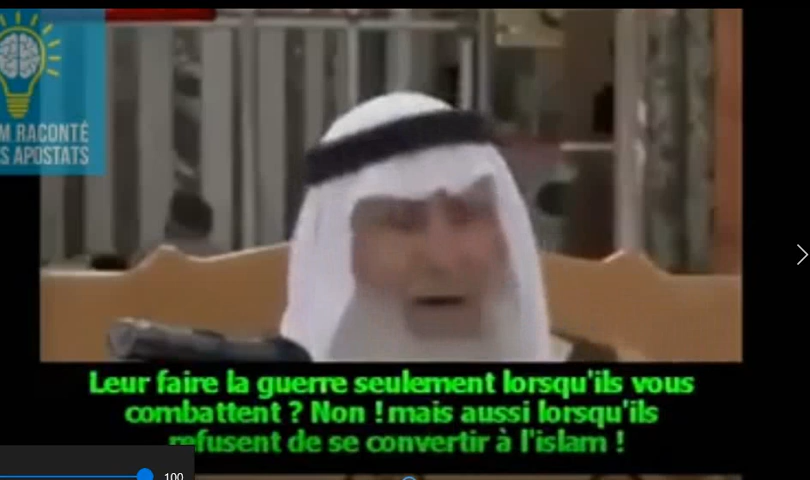 M RACONTÉ
S APOSTATS
Leur faire la guerre seulement lorsqu'ils vous
combattent ? Non ! mais aussi lorsqu'ils
refusent de se convertir à l'islam !
100